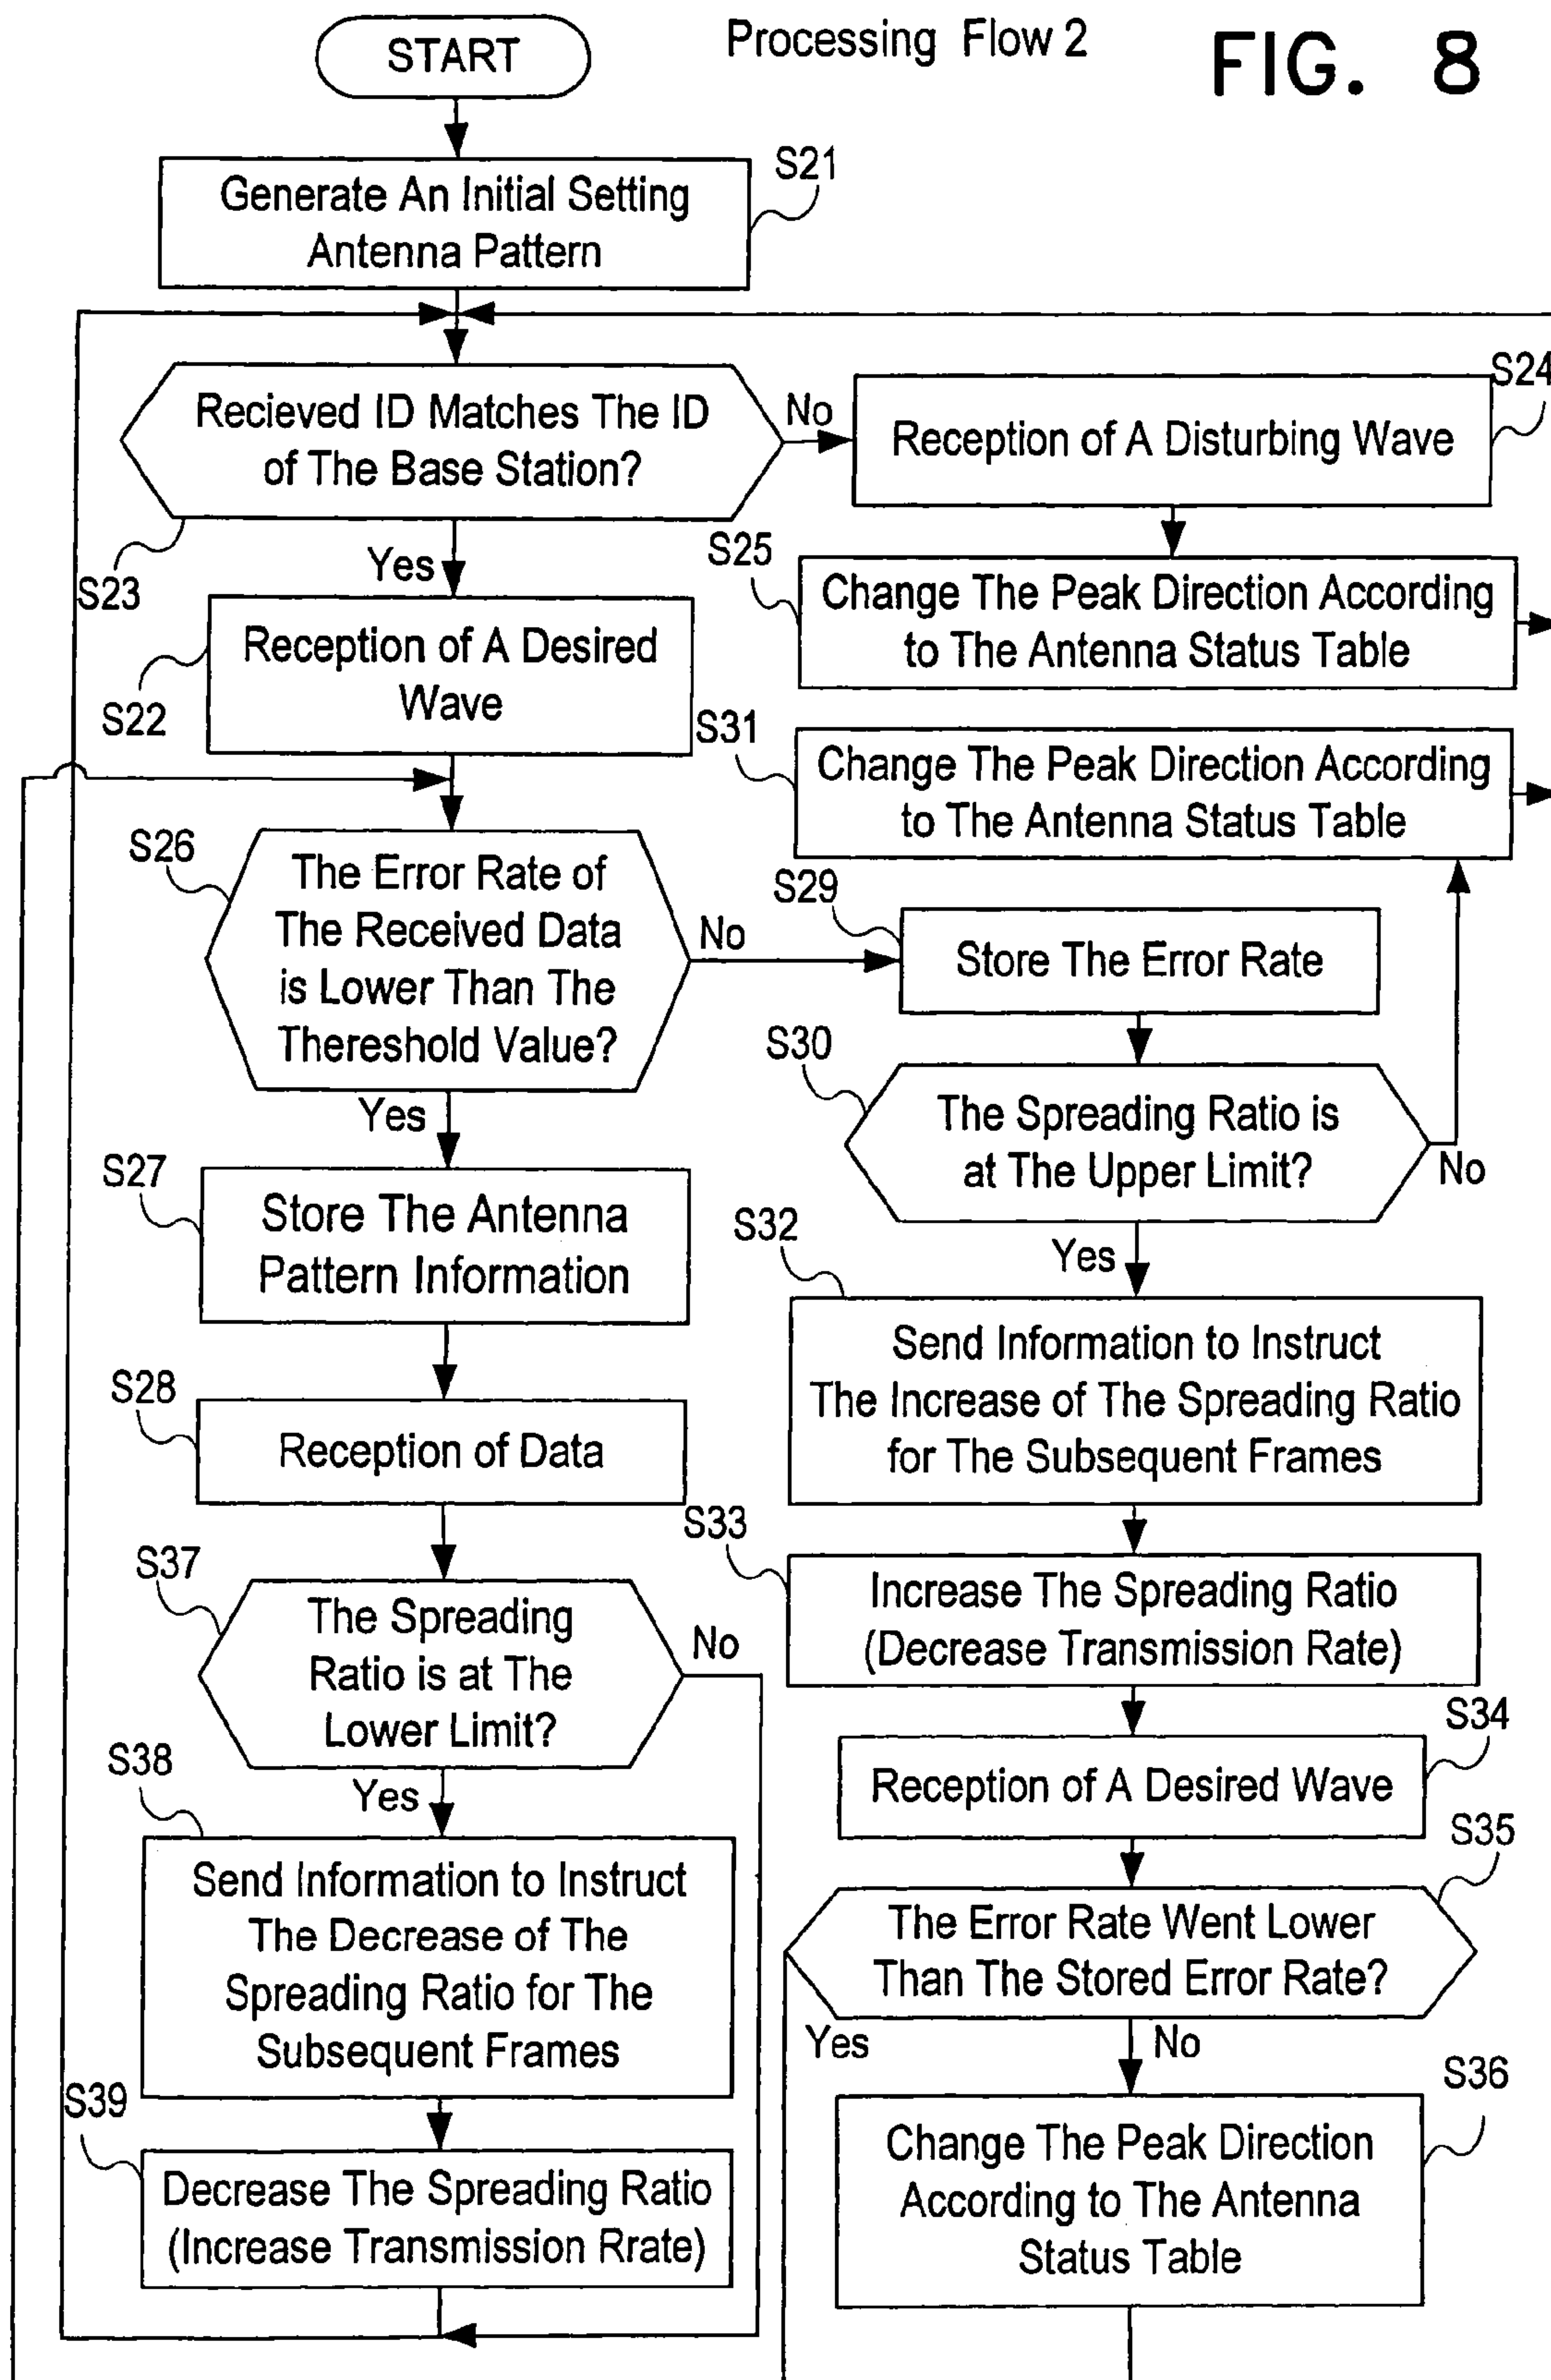 Processing Flow 2
FIG. 8
START
S21
Generate An Initial Setting
Antenna Pattern
Recieved ID Matches The ID
of The Base Station?
No
S24
Reception of A Disturbing Wave
S23
Yes
S25
Change The Peak Direction According
to The Antenna Status Table
Reception of A Desired
Wave
S22
S31
Change The Peak Direction According
to The Antenna Status Table
S26
The Error Rate of
The Received Data
is Lower Than The
Thereshold Value?
No
S29
Store The Error Rate
S30
The Spreading Ratio is
at The Upper Limit?
No
Yes
Yes
S27
Store The Antenna
Pattern Information
S32
Send Information to Instruct
The Increase of The Spreading Ratio
for The Subsequent Frames
S28
Reception of Data
S33
Increase The Spreading Ratio
(Decrease Transmission Rate)
S37
The Spreading
Ratio is at The
Lower Limit?
No
Yes
S34
Reception of A Desired Wave
S38
Send Information to Instruct
The Decrease of The
Spreading Ratio for The
Subsequent Frames
S35
The Error Rate Went Lower
Than The Stored Error Rate?
Yes
No
S39
Decrease The Spreading Ratio
(Increase Transmission Rrate)
S36
Change The Peak Direction
According to The Antenna
Status Table